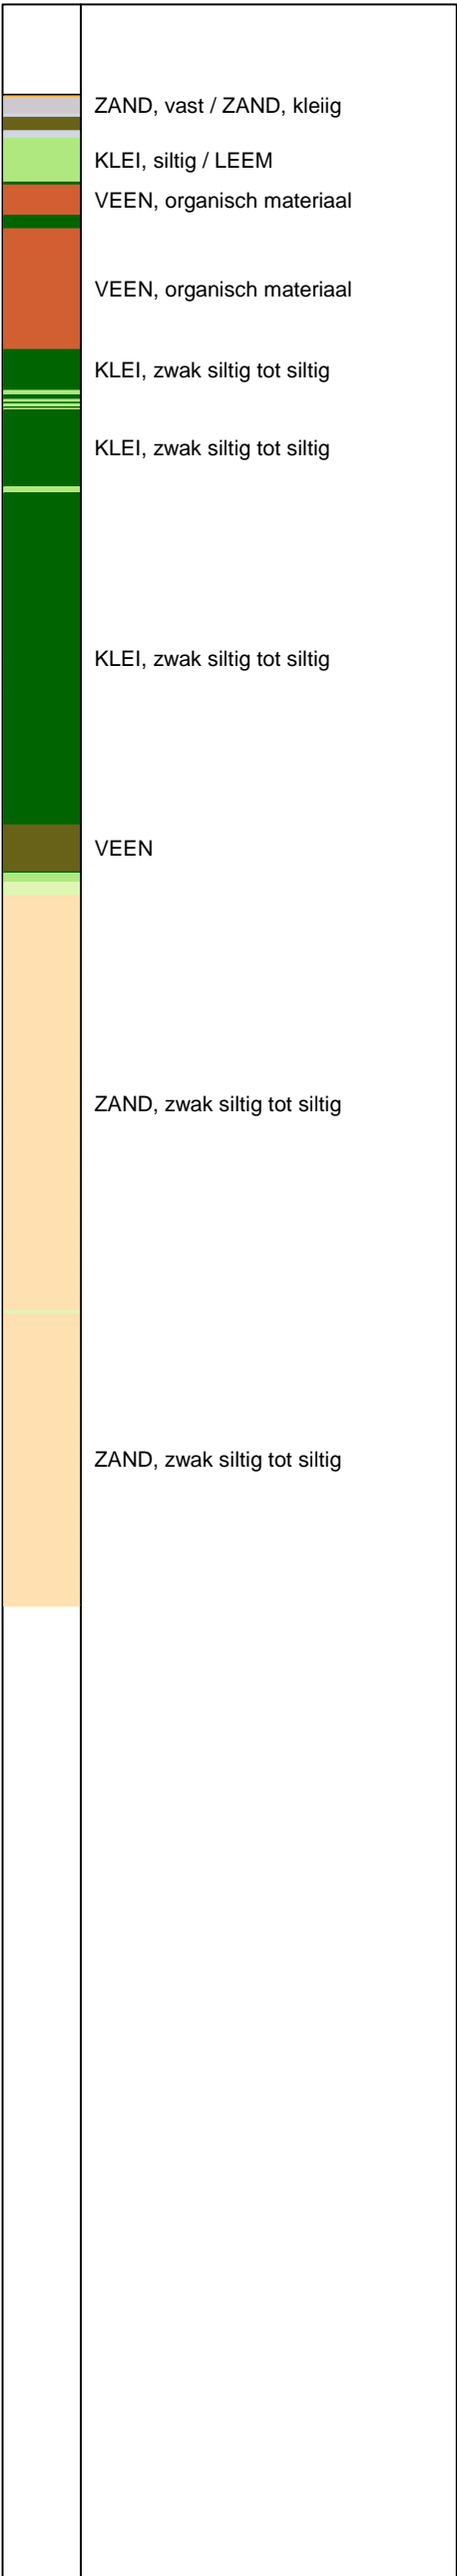 ZAND, vast / ZAND, kleiig
KLEI, siltig / LEEM
VEEN, organisch materiaal
VEEN, organisch materiaal
KLEI, zwak siltig tot siltig
KLEI, zwak siltig tot siltig
KLEI, zwak siltig tot siltig
VEEN
ZAND, zwak siltig tot siltig
ZAND, zwak siltig tot siltig